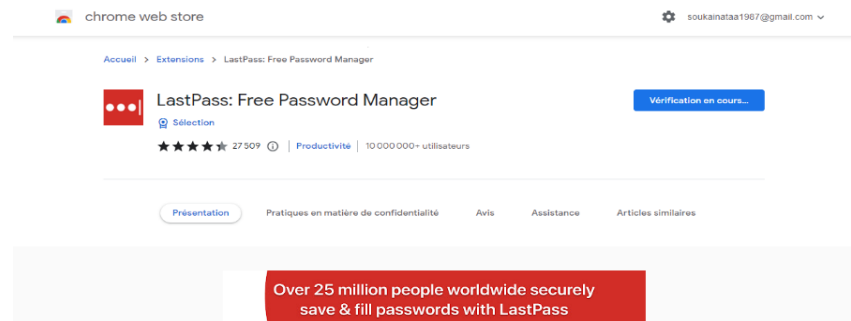 chrome web store
soukainataa1987@gmail.com
Accueil > Extensions > LastPass: Free Password Manager
LastPass: Free Password Manager
Vérification en cours...
Sélection
27 509 | Productivité | 10 000 000+ utilisateurs
Présentation Pratiques en matière de confidentialité Avis Assistance Articles similaires
Over 25 million people worldwide securely
save & fill passwords with LastPass